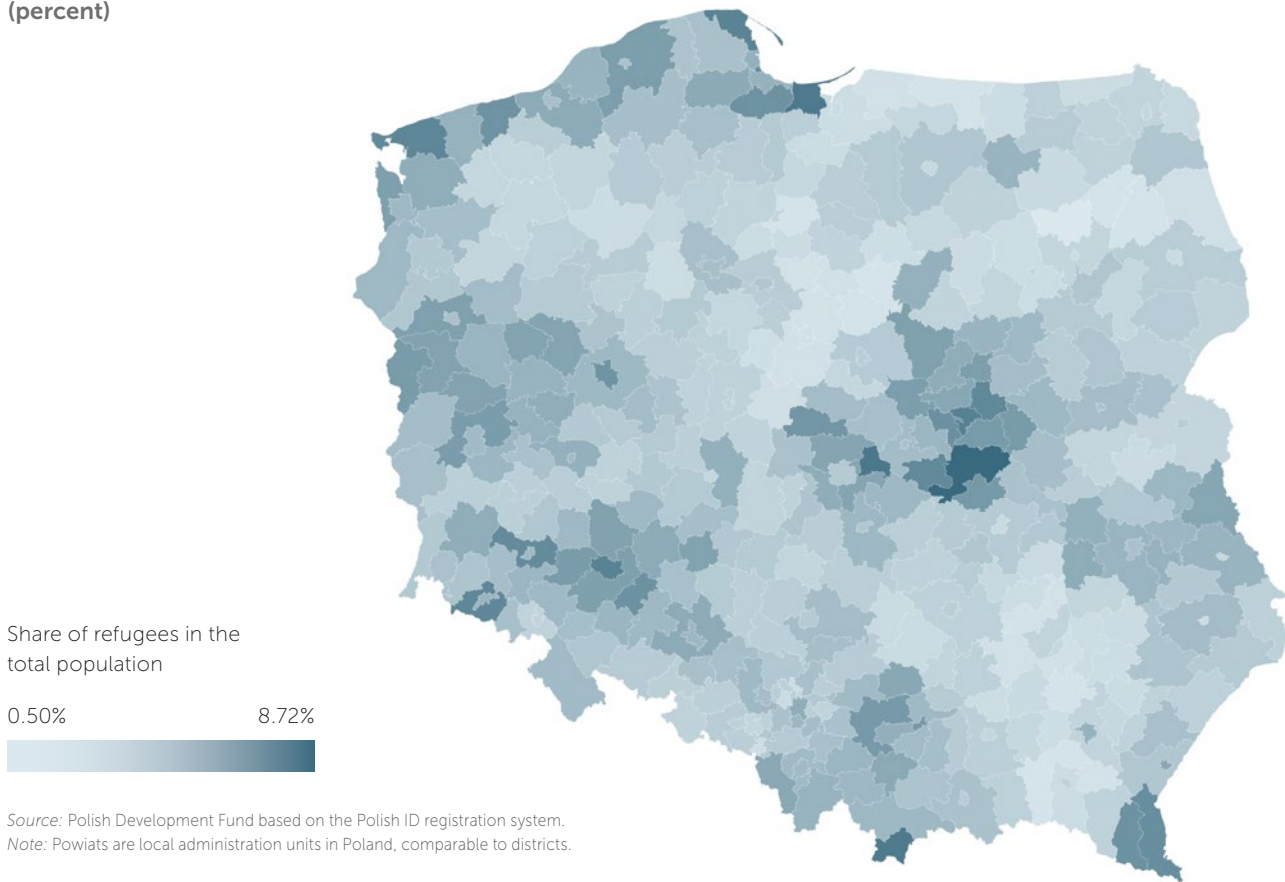 (percent)
Share of refugees in the
total population
0.50% 8.72%
Source: Polish Development Fund based on the Polish ID registration system.
Note: Powiats are local administration units in Poland, comparable to districts.